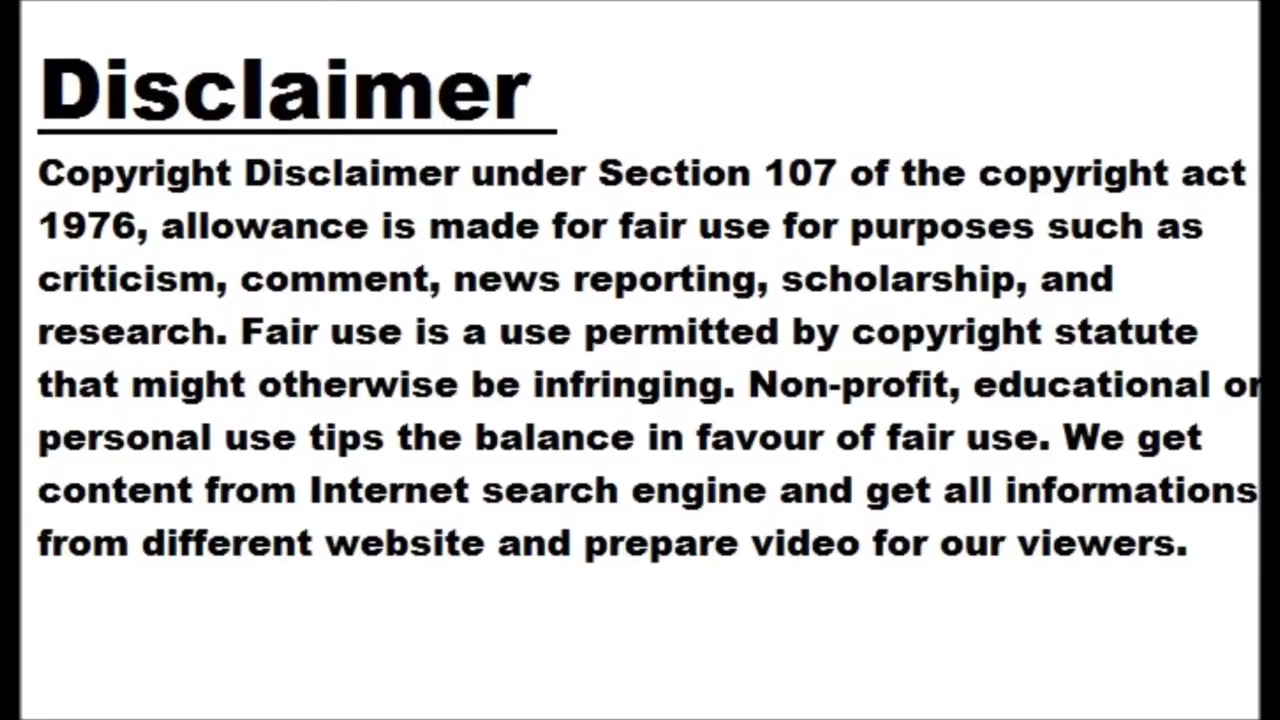 Disclaimer
Copyright Disclaimer under Section 107 of the copyright act
1976, allowance is made for fair use for purposes such as
criticism, comment, news reporting, scholarship, and
research. Fair use is a use permitted by copyright statute
that might otherwise be infringing. Non-profit, educational or
personal use tips the balance in favour of fair use. We get
content from Internet search engine and get all informations
from different website and prepare video for our viewers.